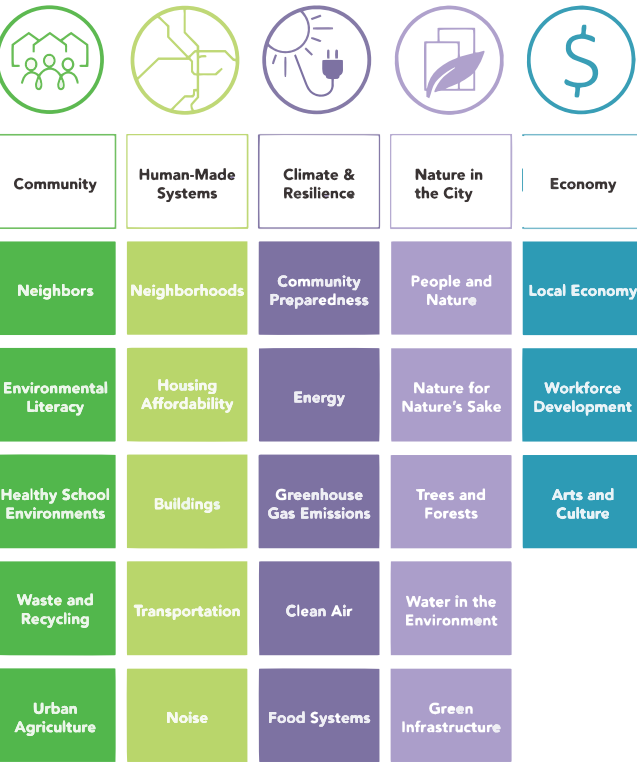 Community
Human-Made
Systems
Climate &
Resilience
Nature in
the City
Economy
Neighbors
Neighborhoods
Community
Preparedness
People and
Nature
Local Economy
Environmental
Literacy
Housing
Affordability
Energy
Nature for
Nature's Sake
Workforce
Development
Healthy School
Environments
Buildings
Greenhouse
Gas Emissions
Trees and
Forests
Arts and
Culture
Waste and
Recycling
Transportation
Clean Air
Water in the
Environment
Urban
Agriculture
Noise
Food Systems
Green
Infrastructure